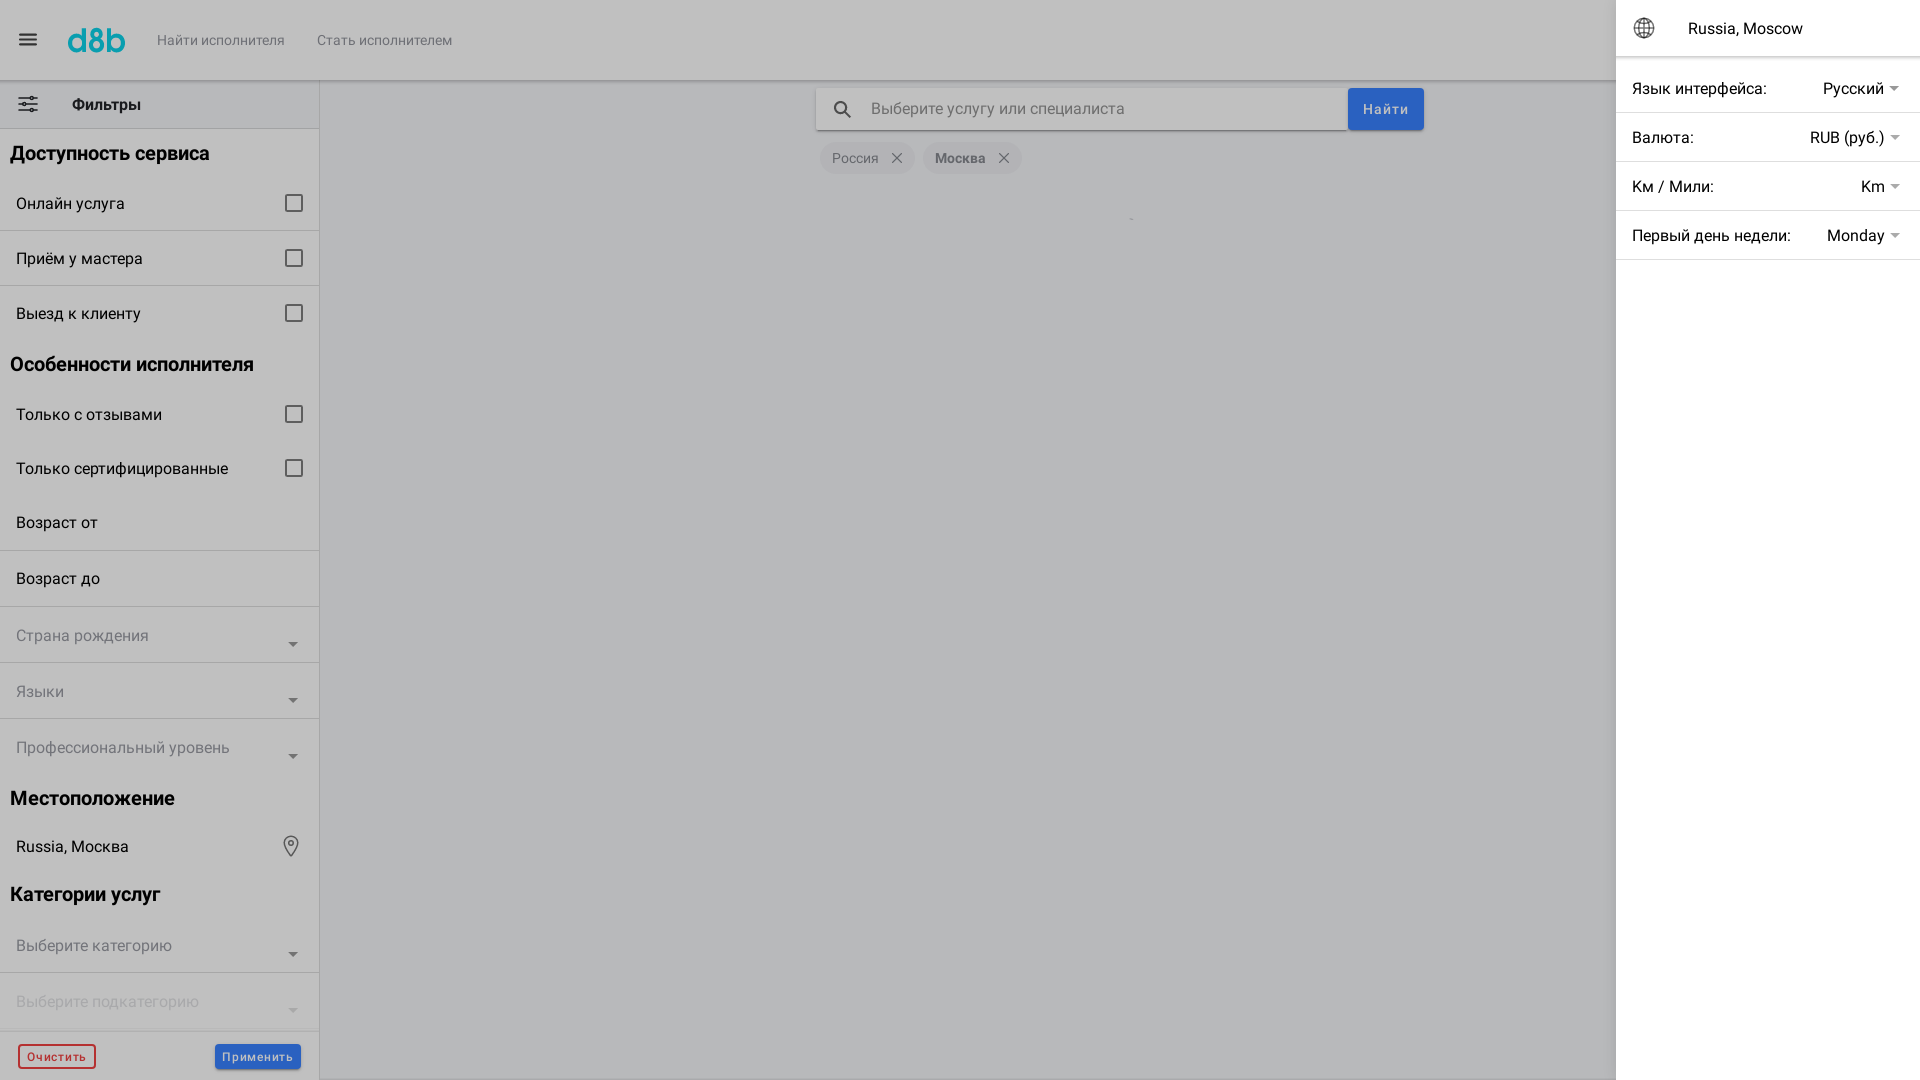 d8b
Найти исполнителя
Стать исполнителем
Russia, Moscow
Язык интерфейса:
Русский
Валюта:
RUB (руб.)
Км / Мили:
Km
Первый день недели:
Monday
Фильтры
Выберите услугу или специалиста
Найти
Россия
Москва
Доступность сервиса
Онлайн услуга
Приём у мастера
Выезд к клиенту
Особенности исполнителя
Только с отзывами
Только сертифицированные
Возраст от
Возраст до
Страна рождения
Языки
Профессиональный уровень
Местоположение
Russia, Москва
Категории услуг
Выберите категорию
Выберите подкатегорию
Очистить
Применить